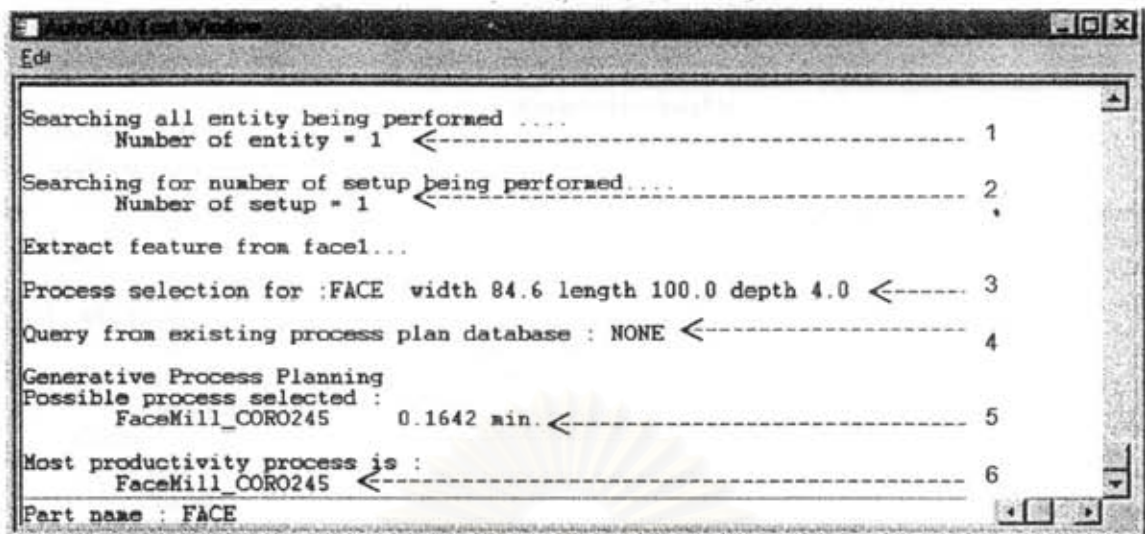 AutoCAD Text Window
Edit
Searching all entity being performed ....
Number of entity = 1 1
Searching for number of setup being performed....
Number of setup = 1 2
Extract feature from face1...
Process selection for :FACE width 84.6 length 100.0 depth 4.0 3
Query from existing process plan database : NONE 4
Generative Process Planning
Possible process selected :
FaceMill_CORO245 0.1642 min. 5
Most productivity process is :
FaceMill_CORO245 6
Part name : FACE